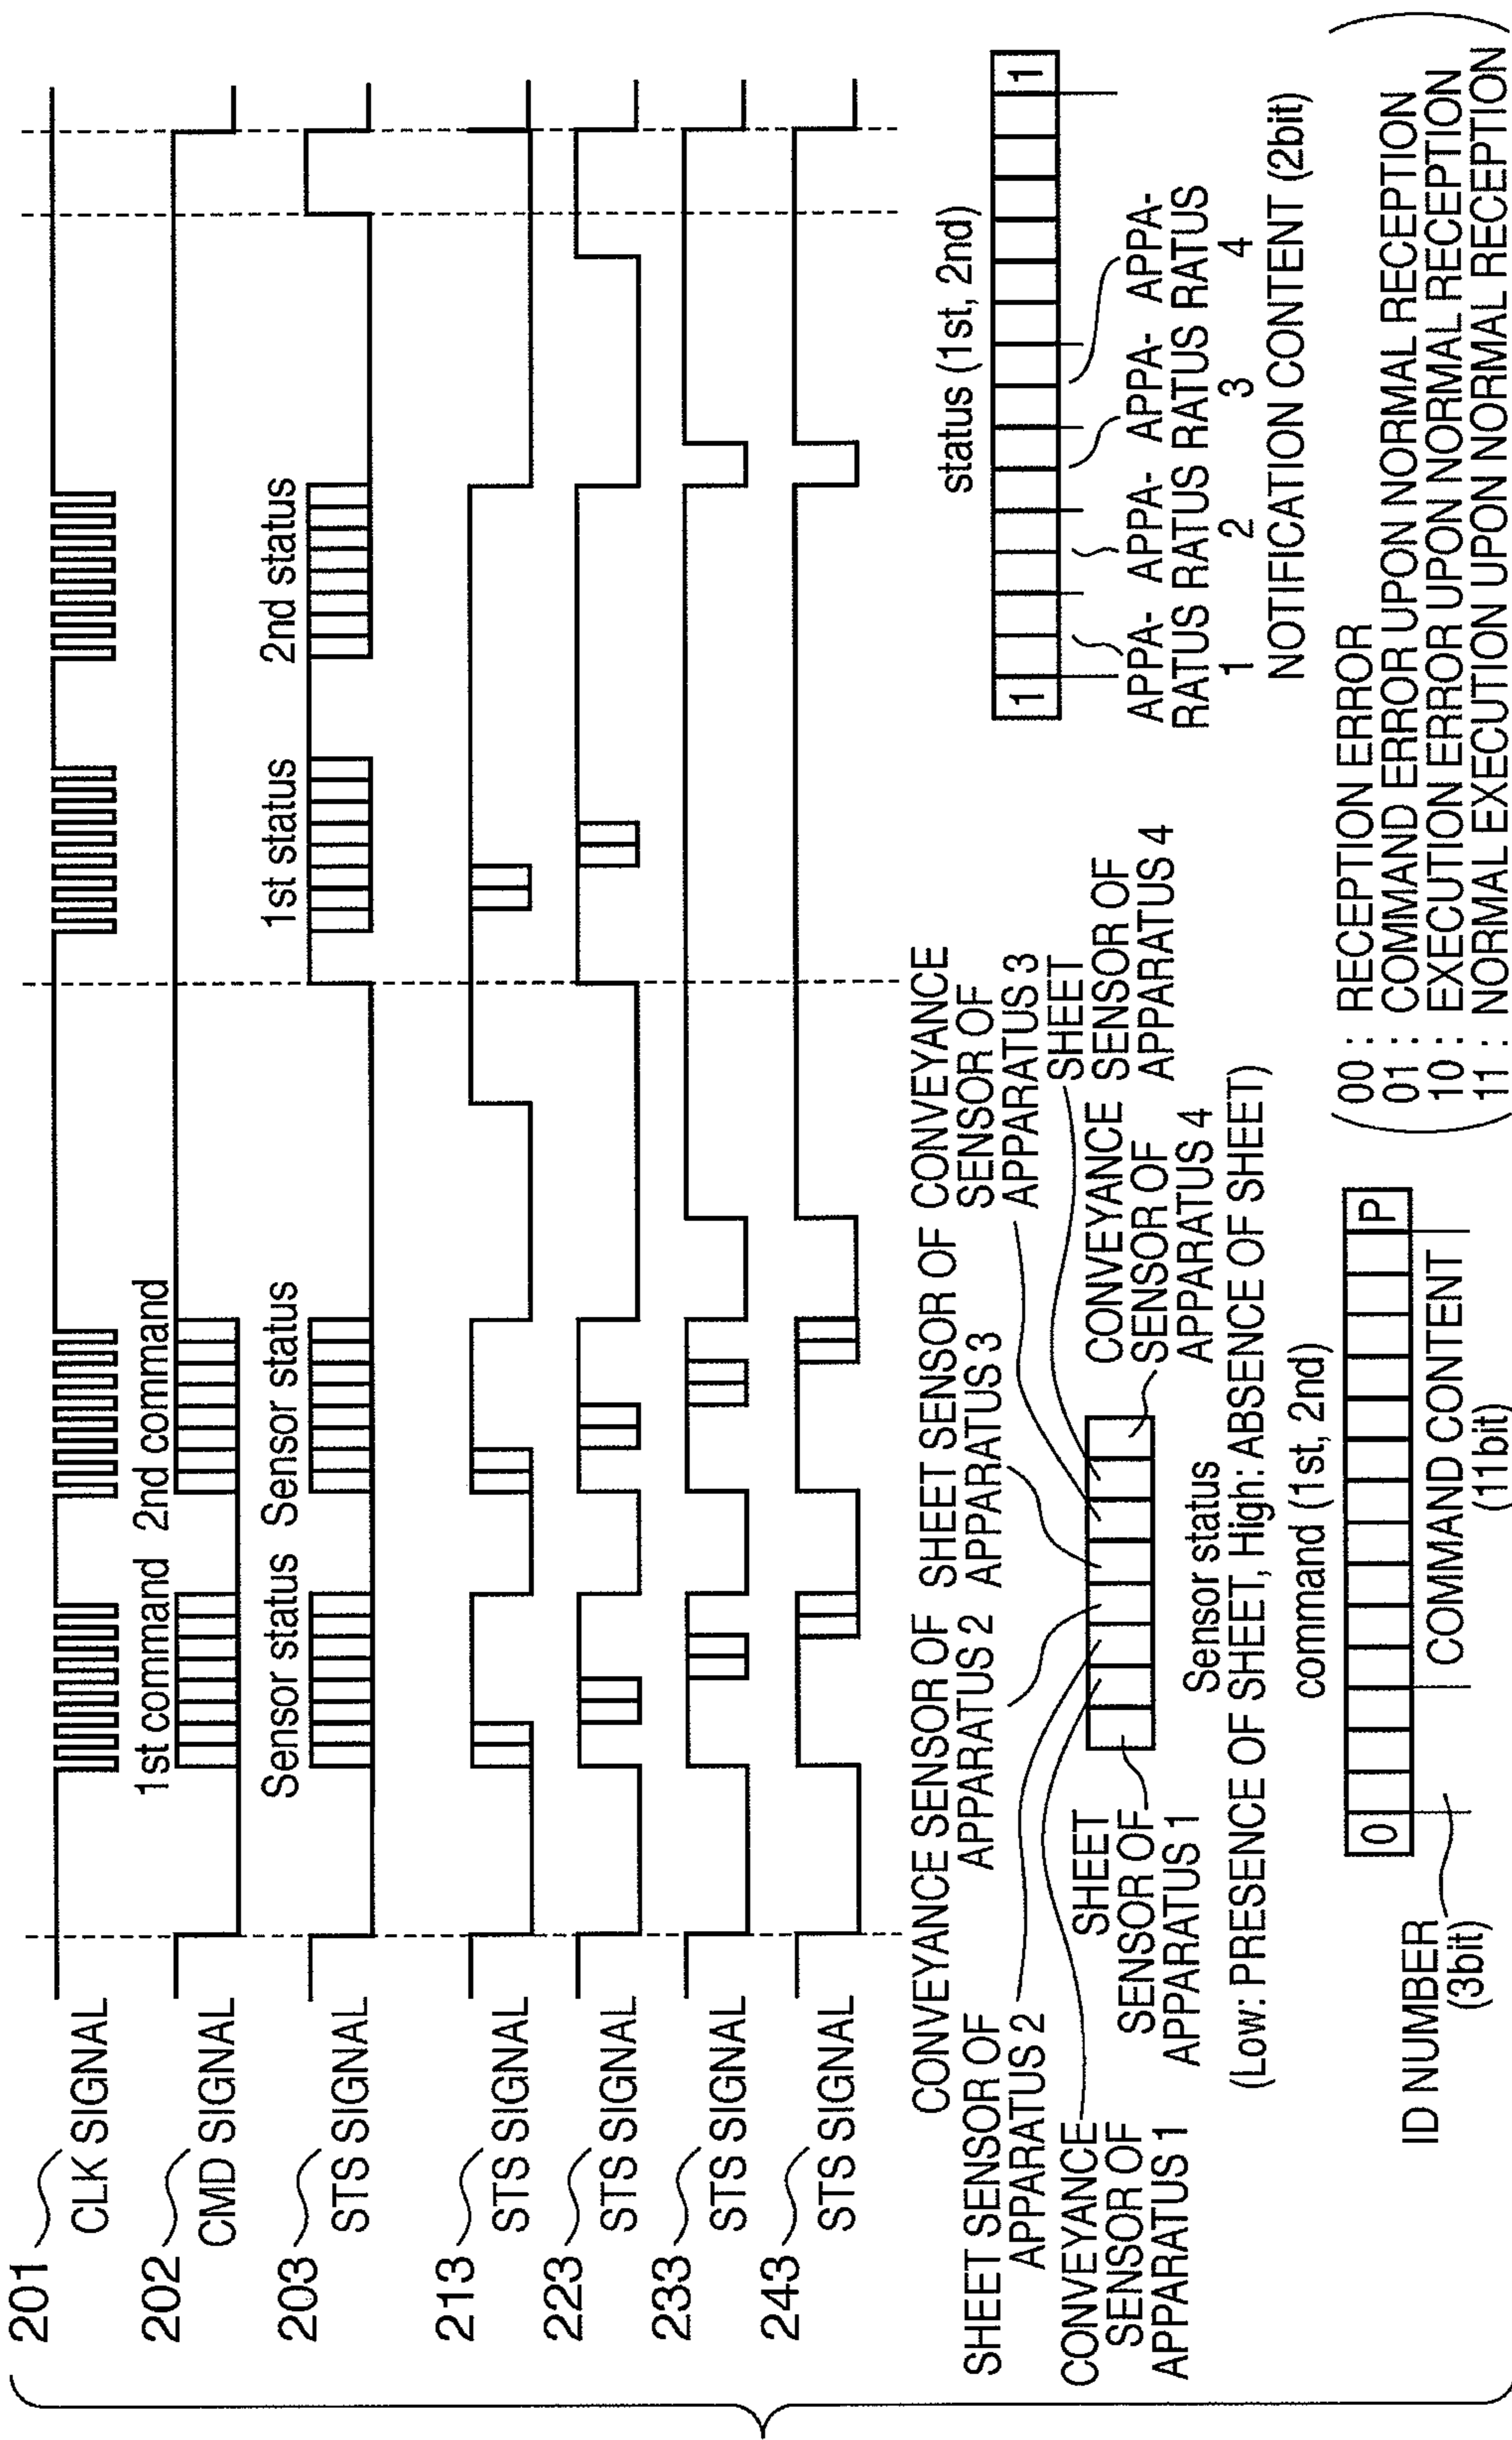 201
CLK SIGNAL
202
CMD SIGNAL
1st command
2nd command
203
STS SIGNAL
Sensor status
Sensor status
1st status
2nd status
213
STS SIGNAL
223
STS SIGNAL
233
STS SIGNAL
243
STS SIGNAL
CONVEYANCE SENSOR OF
APPARATUS 2
SHEET SENSOR OF
APPARATUS 3
CONVEYANCE
SENSOR OF
APPARATUS 3
SHEET
SENSOR OF
APPARATUS 4
SHEET SENSOR OF
APPARATUS 2
CONVEYANCE
SENSOR OF
APPARATUS 1
SHEET
SENSOR OF
APPARATUS 1
CONVEYANCE
SENSOR OF
APPARATUS 4
Sensor status
(Low: PRESENCE OF SHEET, High: ABSENCE OF SHEET)
command (1st, 2nd)
0
P
ID NUMBER
(3bit)
COMMAND CONTENT
(11bit)
status (1st, 2nd)
1
1
APPA- APPA- APPA- APPA-
RATUS RATUS RATUS RATUS
1 2 3 4
NOTIFICATION CONTENT (2bit)
00 : RECEPTION ERROR
01 : COMMAND ERROR UPON NORMAL RECEPTION
10 : EXECUTION ERROR UPON NORMAL RECEPTION
11 : NORMAL EXECUTION UPON NORMAL RECEPTION